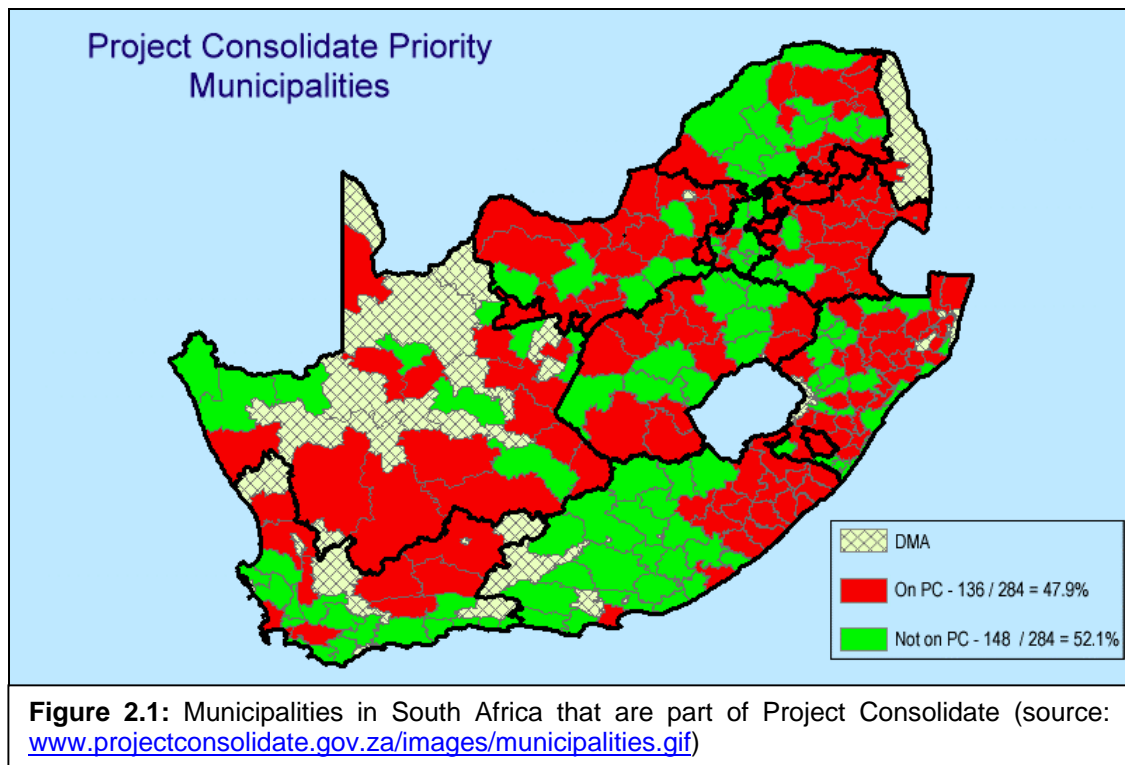 Project Consolidate Priority
Municipalities
DMA
On PC - 136 / 284 = 47.9%
Not on PC - 148 / 284 = 52.1%
Figure 2.1: Municipalities in South Africa that are part of Project Consolidate (source:
www.projectconsolidate.gov.za/images/municipalities.gif)